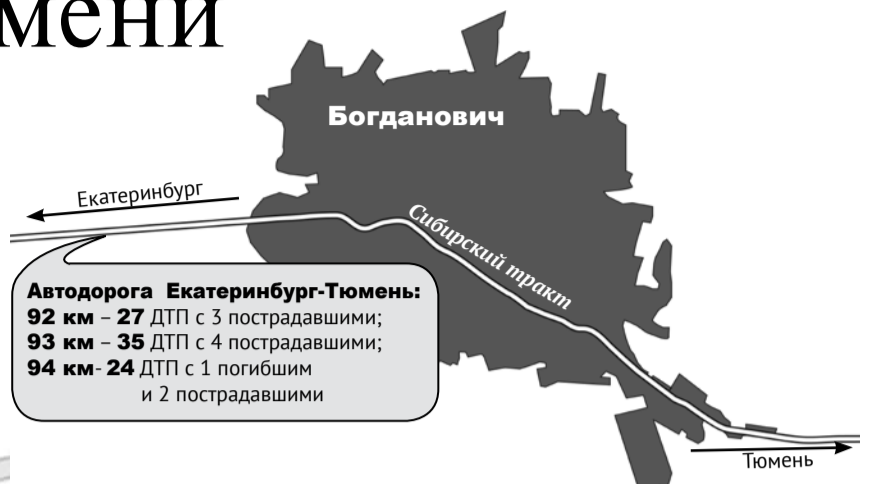 мени
Богданович
Екатеринбург
Сибирский тракт
Автодорога Екатеринбург-Тюмень:
92 км – 27 ДТП с 3 пострадавшими;
93 км – 35 ДТП с 4 пострадавшими;
94 км- 24 ДТП с 1 погибшим
и 2 пострадавшими
Тюмень